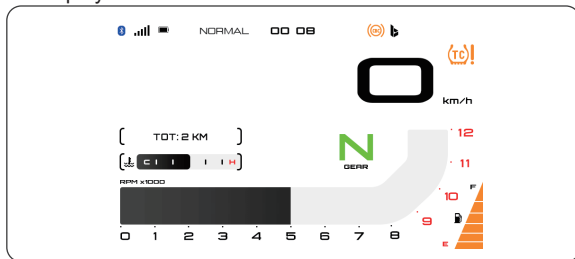 NORMAL 00 08 (OBD)
(TC)!
0
km/h
[ TOT: 2 KM ]
N
GEAR
C H
RPM x1000
12
11
10
9
F
E
0 1 2 3 4 5 6 7 8